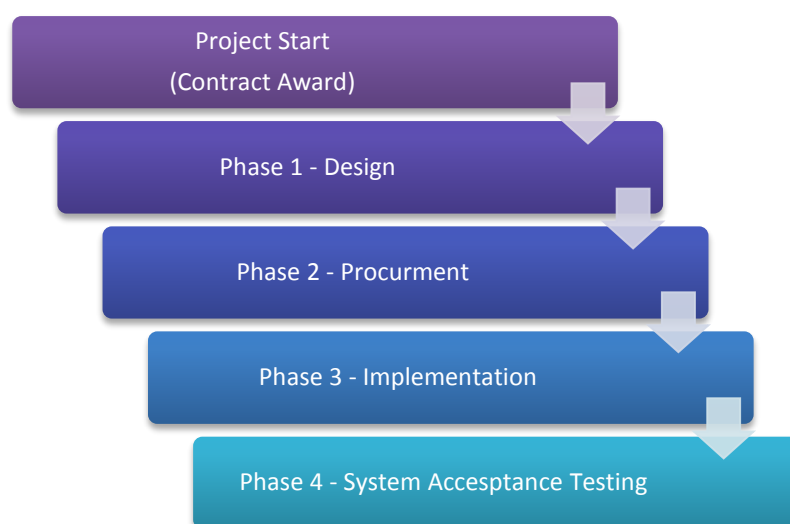 Project Start
(Contract Award)
Phase 1 - Design
Phase 2 - Procurment
Phase 3 - Implementation
Phase 4 - System Accesptance Testing